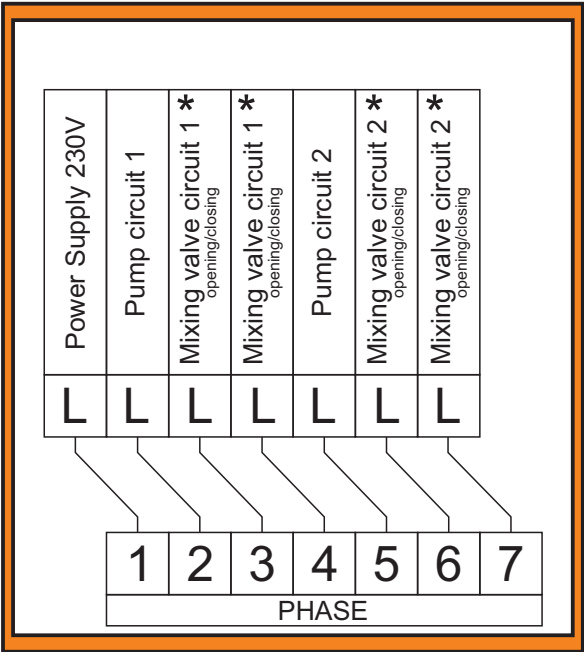 Power Supply 230V
Pump circuit 1
Mixing valve circuit 1 *
opening/closing
Mixing valve circuit 1 *
opening/closing
Pump circuit 2
Mixing valve circuit 2 *
opening/closing
Mixing valve circuit 2 *
opening/closing
L L L L L L L
1 2 3 4 5 6 7
PHASE